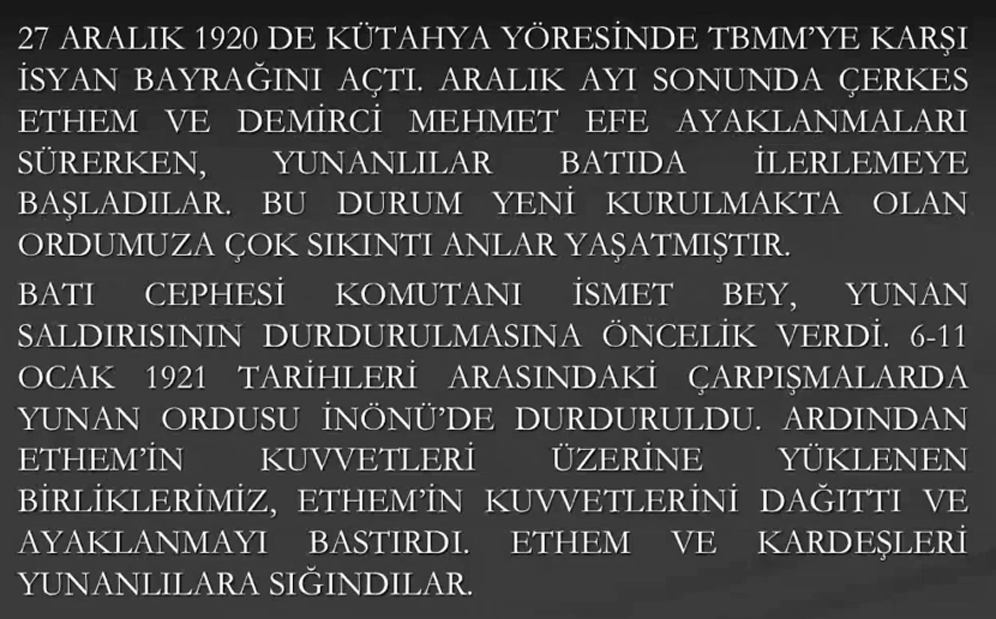 27 ARALIK 1920 DE KÜTAHYA YÖRESİNDE TBMM'YE KARŞI
İSYAN BAYRAĞINI AÇTI. ARALIK AYI SONUNDA ÇERKES
ETHEM VE DEMİRCİ MEHMET EFE AYAKLANMALARI
SÜRERKEN, YUNANLILAR BATIDA İLERLEMEYE
BAŞLADILAR. BU DURUM YENİ KURULMAKTA OLAN
ORDUMUZA ÇOK SIKINTI ANLAR YAŞATMIŞTIR.
BATI CEPHESİ KOMUTANI İSMET BEY, YUNAN
SALDIRISININ DURDURULMASINA ÖNCELİK VERDİ. 6-11
OCAK 1921 TARİHLERİ ARASINDAKİ ÇARPIŞMALARDA
YUNAN ORDUSU İNÖNÜ'DE DURDURULDU. ARDINDAN
ETHEM'İN KUVVETLERİ ÜZERİNE YÜKLENEN
BİRLİKLERİMİZ, ETHEM'İN KUVVETLERİNİ DAĞITTI VE
AYAKLANMAYI BASTIRDI. ETHEM VE KARDEŞLERİ
YUNANLILARA SIĞINDILAR.